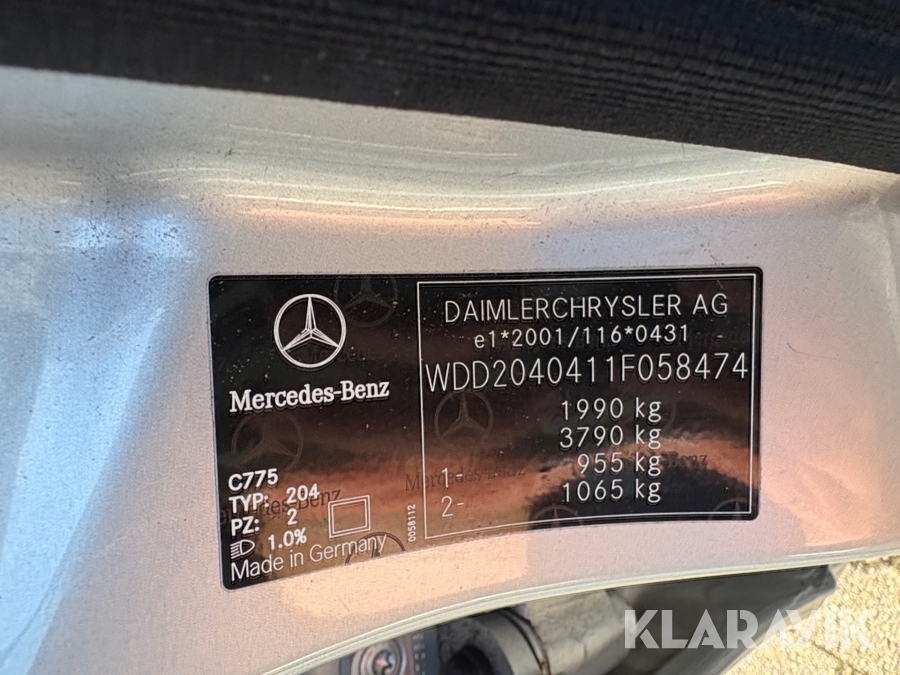 Mercedes-Benz
C775
TYP: 204
PZ: 2
1.0%
Made in Germany
0058112
DAIMLERCHRYSLER AG
e1*2001/116*0431
WDD2040411F058474
1990 kg
3790 kg
1- 955 kg
2- 1065 kg
KLARAVIK